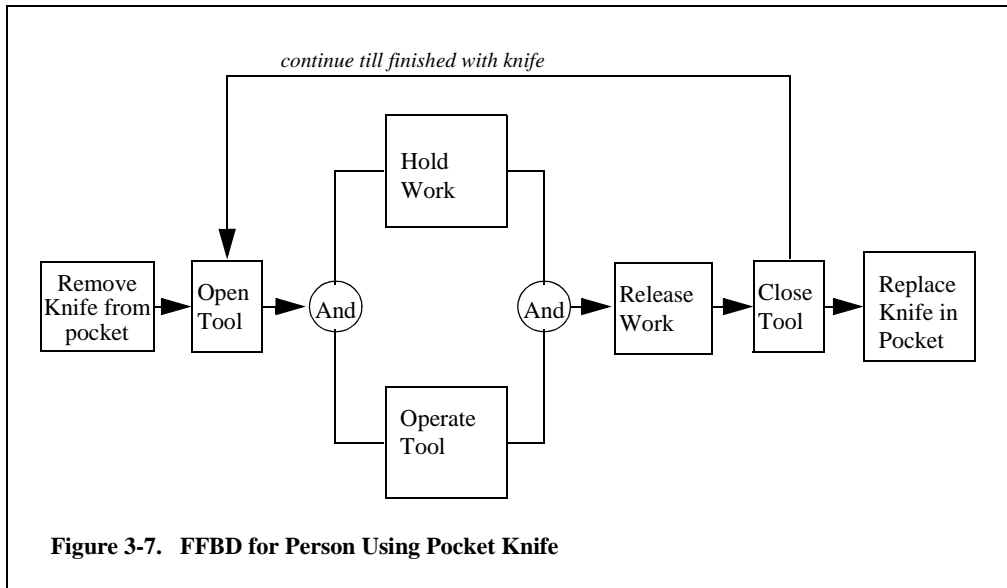 continue till finished with knife
Hold
Work
Remove
Knife from
pocket
Open
Tool
And
And
Release
Work
Close
Tool
Replace
Knife in
Pocket
Operate
Tool
Figure 3-7. FFBD for Person Using Pocket Knife